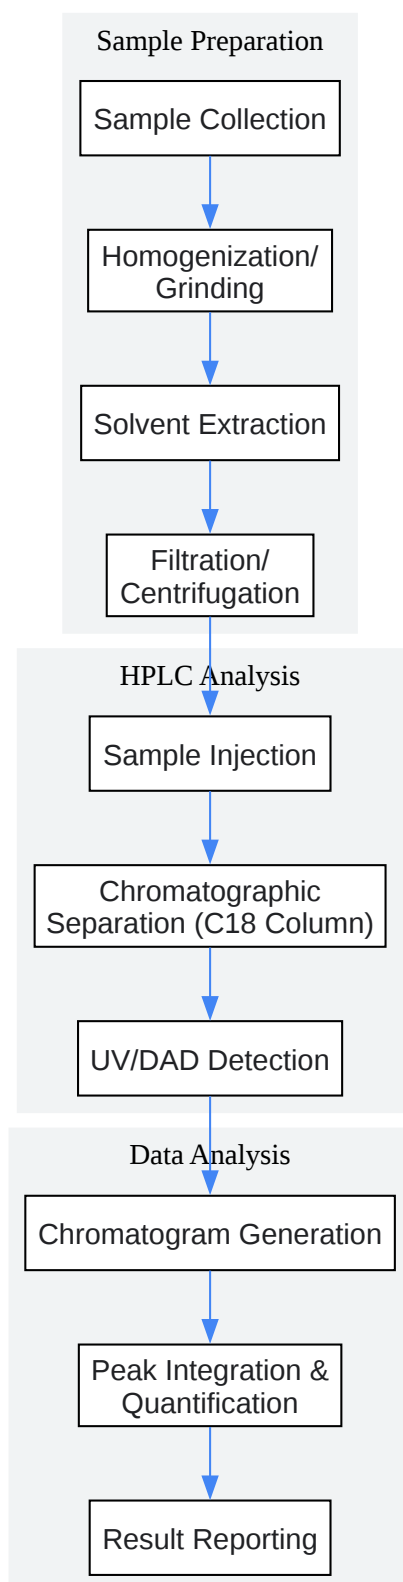 Sample Preparation
Sample Collection
Homogenization/
Grinding
Solvent Extraction
Filtration/
Centrifugation
HPLC Analysis
Sample Injection
Chromatographic
Separation (C18 Column)
UV/DAD Detection
Data Analysis
Chromatogram Generation
Peak Integration &
Quantification
Result Reporting